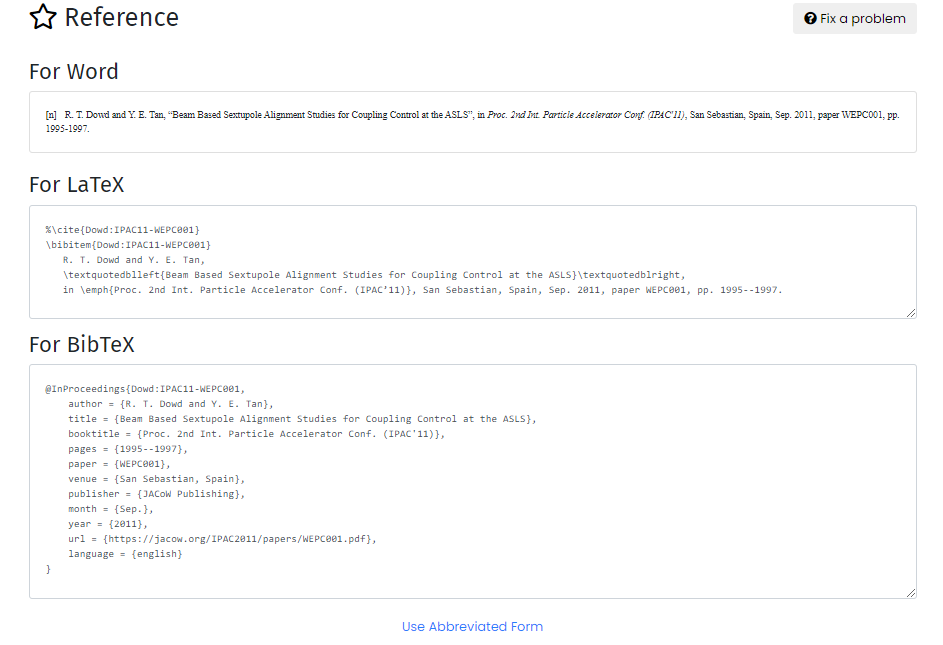 Reference
Fix a problem
For Word
[n] R. T. Dowd and Y. E. Tan, “Beam Based Sextupole Alignment Studies for Coupling Control at the ASLS”, in Proc. 2nd Int. Particle Accelerator Conf. (IPAC'11), San Sebastian, Spain, Sep. 2011, paper WEPC001, pp.
1995-1997.
For LaTeX
%\cite{Dowd:IPAC11-WEPC001}
\bibitem{Dowd:IPAC11-WEPC001}
R. T. Dowd and Y. E. Tan,
\textquotedblleft{Beam Based Sextupole Alignment Studies for Coupling Control at the ASLS}\textquotedblright,
in \emph{Proc. 2nd Int. Particle Accelerator Conf. (IPAC’11)}, San Sebastian, Spain, Sep. 2011, paper WEPC001, pp. 1995--1997.
For BibTeX
@InProceedings{Dowd:IPAC11-WEPC001,
author = {R. T. Dowd and Y. E. Tan},
title = {Beam Based Sextupole Alignment Studies for Coupling Control at the ASLS},
booktitle = {Proc. 2nd Int. Particle Accelerator Conf. (IPAC'11)},
pages = {1995--1997},
paper = {WEPC001},
venue = {San Sebastian, Spain},
publisher = {JACoW Publishing},
month = {Sep.},
year = {2011},
url = {https://jacow.org/IPAC2011/papers/WEPC001.pdf},
language = {english}
}
Use Abbreviated Form